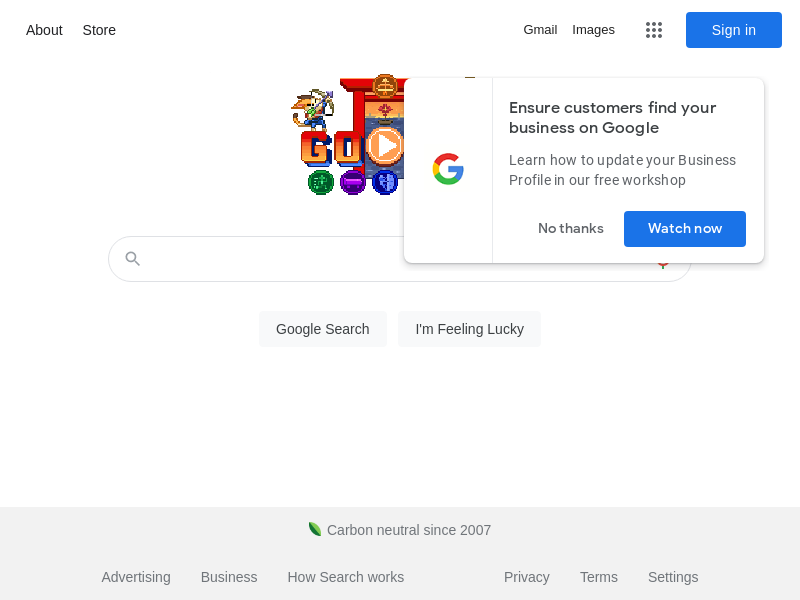 About Store Gmail Images Sign in
Ensure customers find your
business on Google
Learn how to update your Business
Profile in our free workshop
No thanks Watch now
GO
Google Search I'm Feeling Lucky
Carbon neutral since 2007
Advertising Business How Search works Privacy Terms Settings